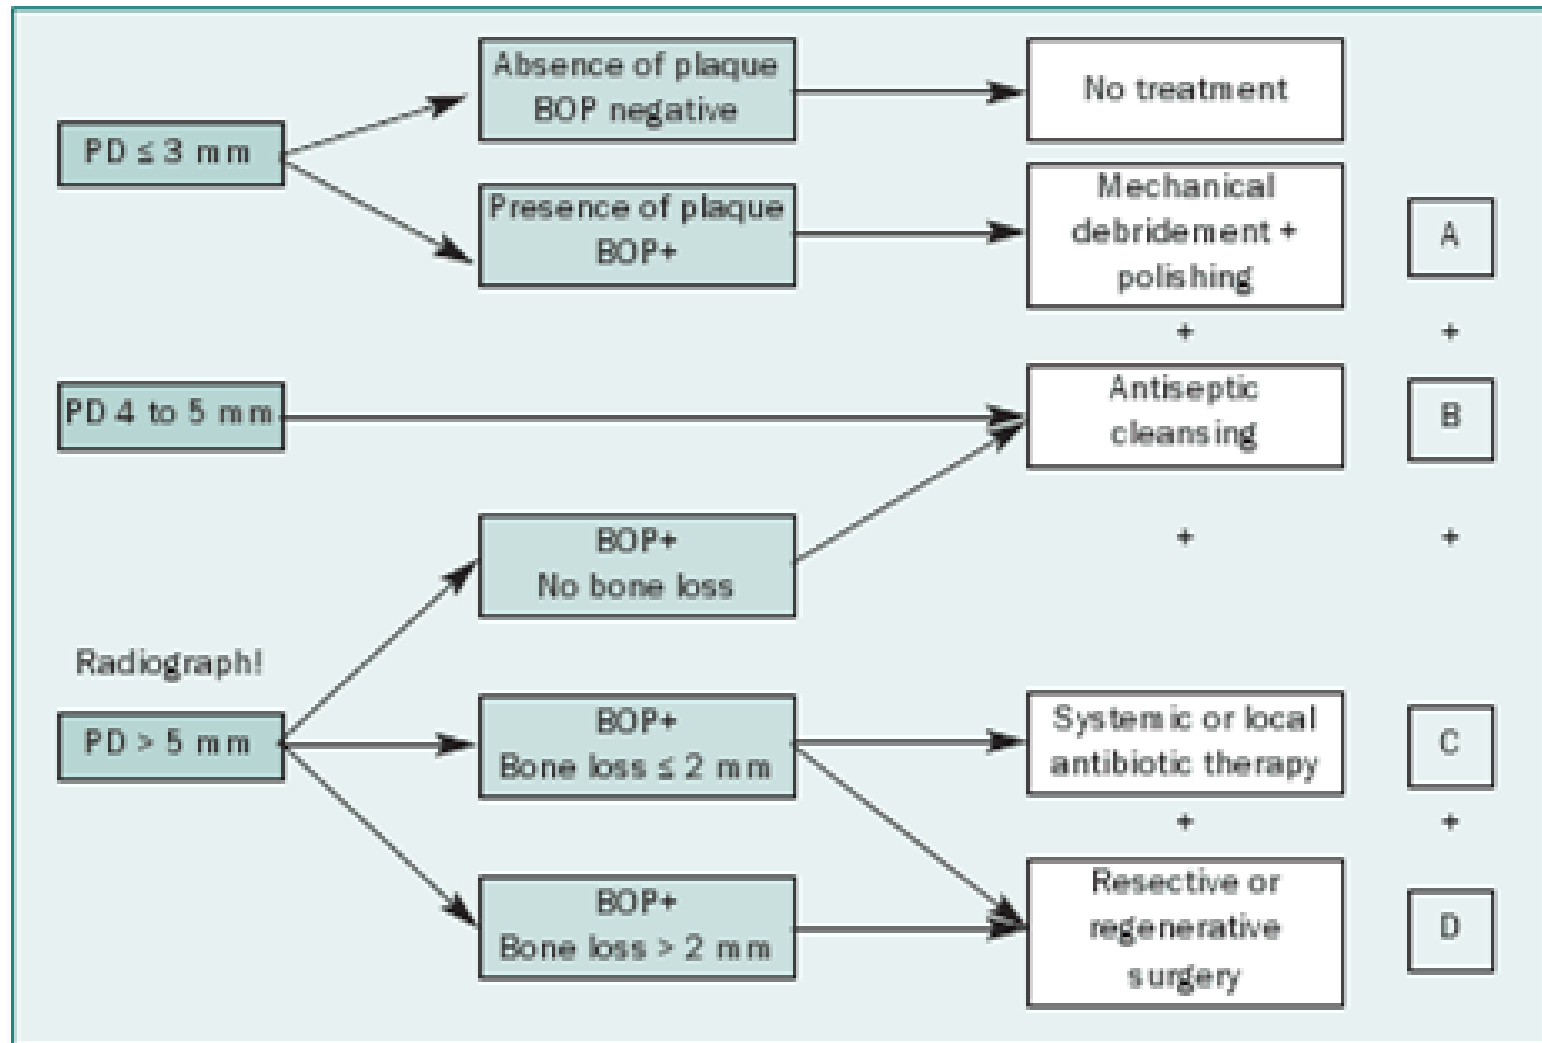 Absence of plaque
BOP negative
No treatment
PD ≤ 3 mm
Presence of plaque
BOP+
Mechanical
debridement +
polishing
A
+
+
PD 4 to 5 mm
Antiseptic
cleansing
B
BOP+
No bone loss
+
+
Radiograph!
PD > 5 mm
BOP+
Bone loss ≤ 2 mm
Systemic or local
antibiotic therapy
C
+
+
BOP+
Bone loss > 2 mm
Resective or
regenerative
surgery
D